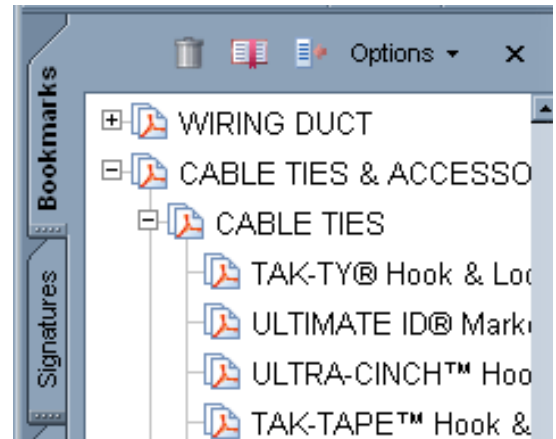 Bookmarks
Signatures
Options
WIRING DUCT
CABLE TIES & ACCESSO
CABLE TIES
TAK-TY® Hook & Loo
ULTIMATE ID® Mark
ULTRA-CINCH™ Hoo
TAK-TAPE™ Hook &